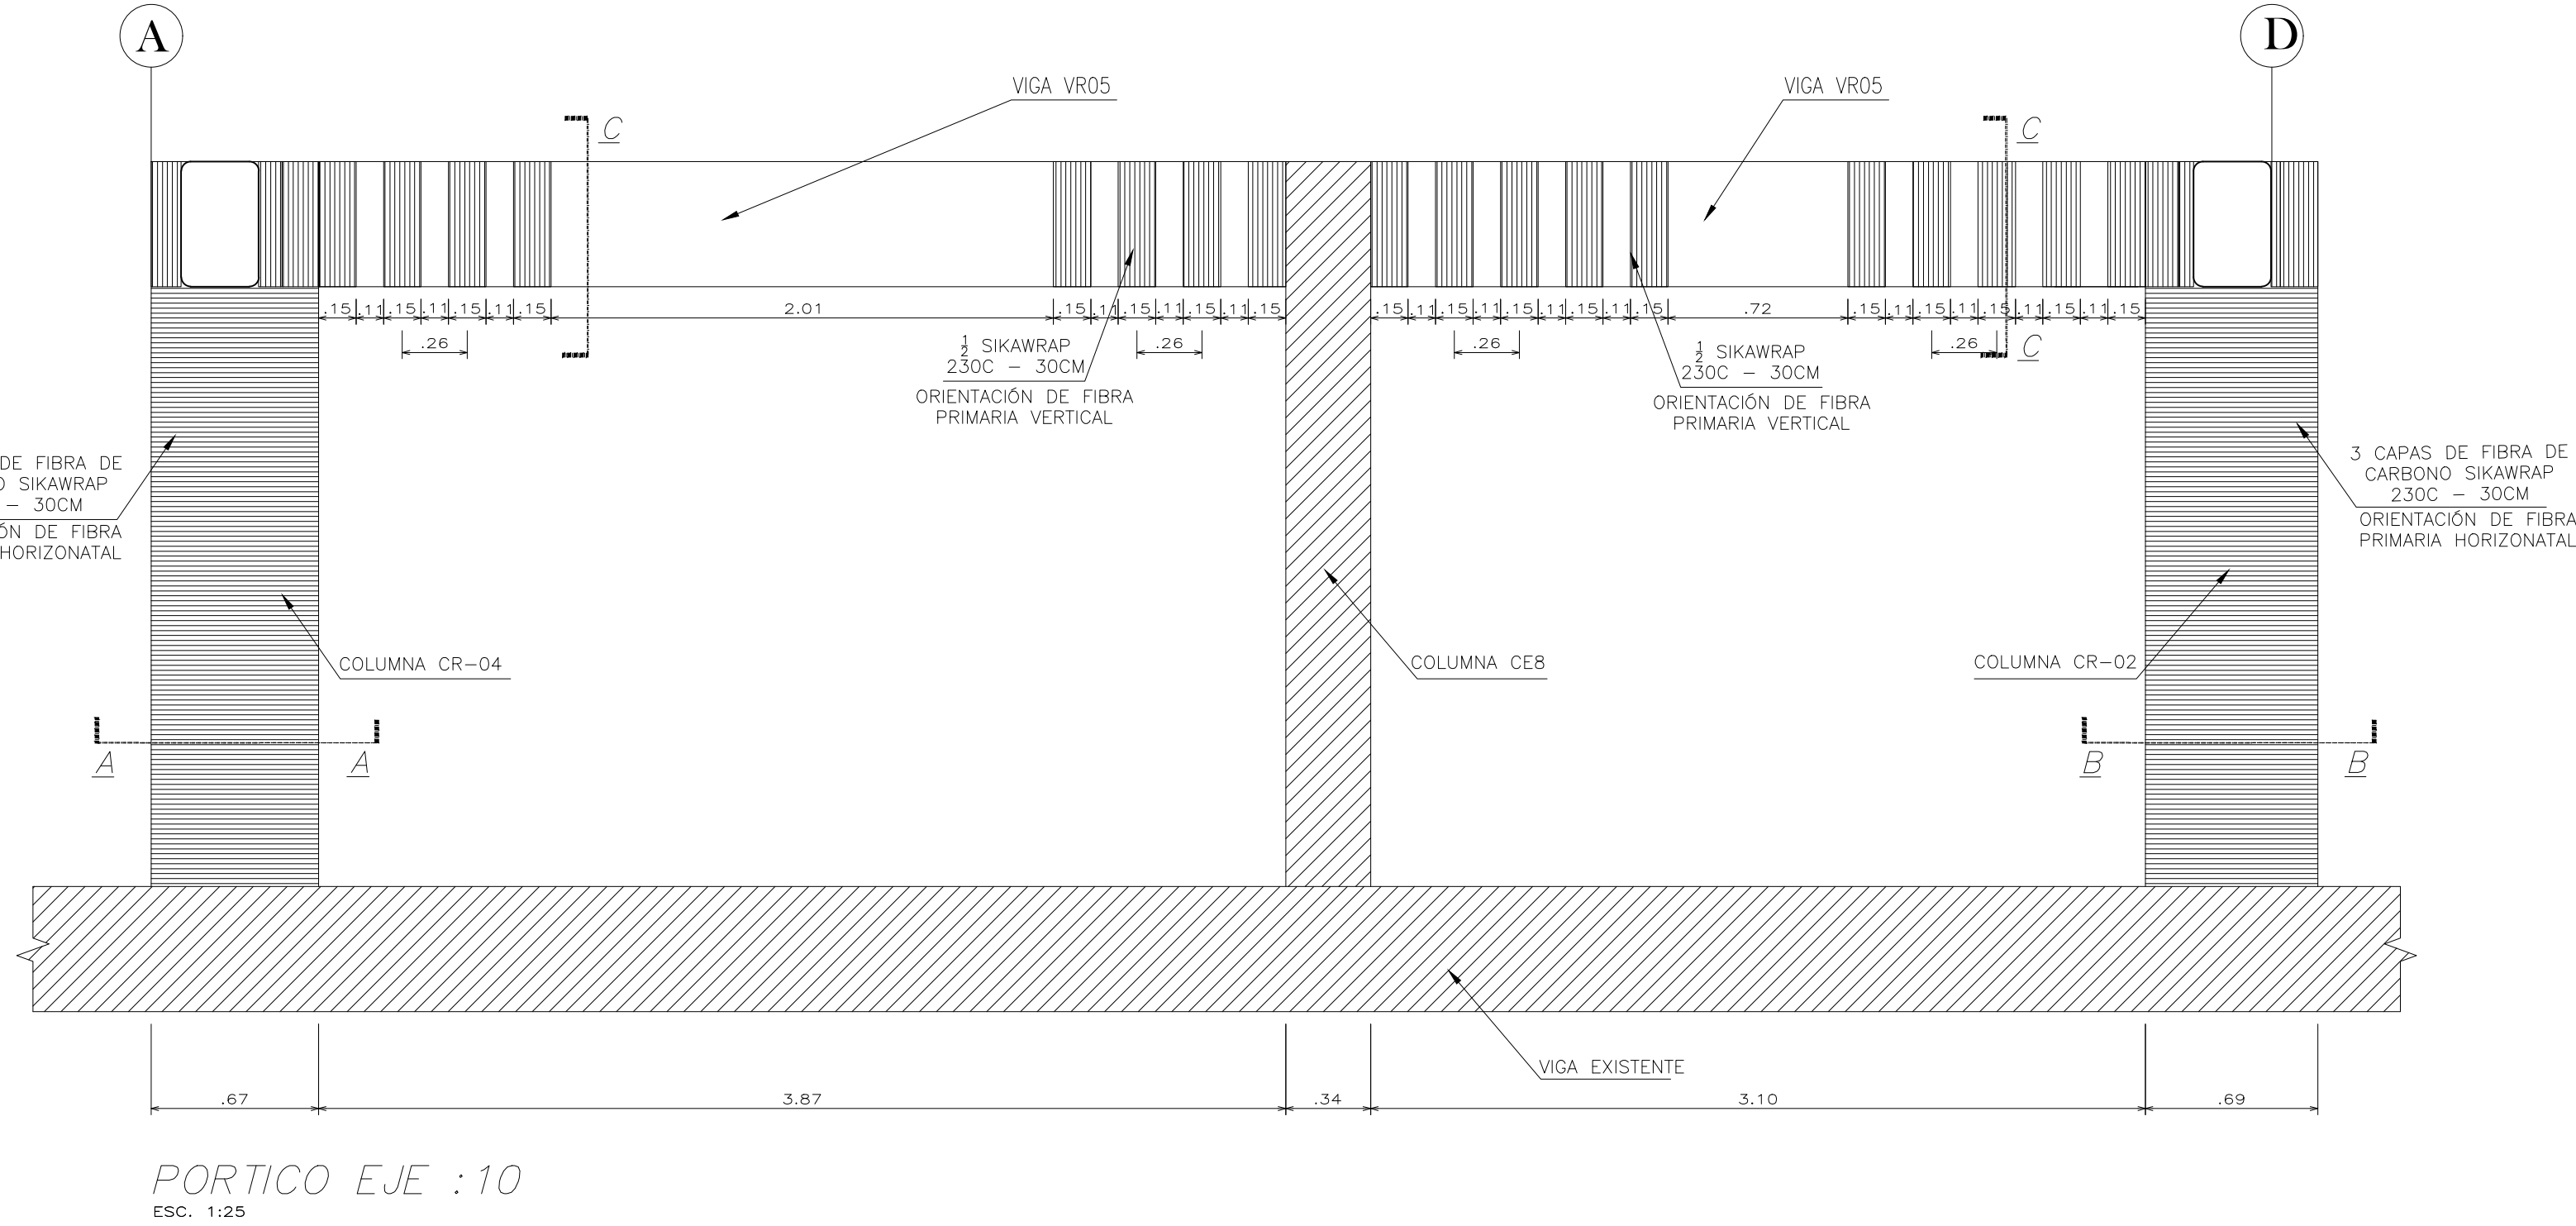 A
D
VIGA VR05
VIGA VR05
C
C
.15 .11 .15 .11 .15 .11 .15 2.01 .15 .11 .15 .11 .15 .11 .15
.15 .11 .15 .11 .15 .11 .15 .11 .15 .72 .15 .11 .15 .11 .15 .11 .15 .11 .15
.26
.26
.26
.26
C
1/2 SIKAWRAP
230C - 30CM
ORIENTACIÓN DE FIBRA
PRIMARIA VERTICAL
1/2 SIKAWRAP
230C - 30CM
ORIENTACIÓN DE FIBRA
PRIMARIA VERTICAL
DE FIBRA DE
SIKAWRAP
- 30CM
DE FIBRA
HORIZONATAL
3 CAPAS DE FIBRA DE
CARBONO SIKAWRAP
230C - 30CM
ORIENTACIÓN DE FIBRA
PRIMARIA HORIZONATAL
COLUMNA CR-04
COLUMNA CE8
COLUMNA CR-02
A A
B B
VIGA EXISTENTE
.67 3.87 .34 3.10 .69
PORTICO EJE :10
ESC. 1:25